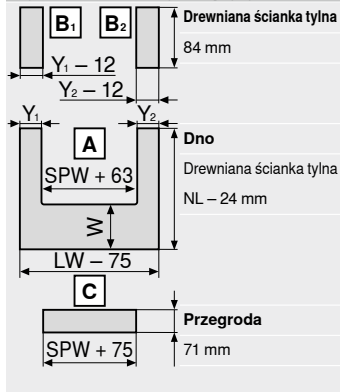 B₁ B₂ Drewniana ścianka tylna
84 mm
Y₁ – 12
Y₂ – 12
Y₁ Y₂
A Dno
SPW + 63 Drewniana ścianka tylna
NL – 24 mm
W
LW – 75
C
Przegroda
SPW + 75 71 mm